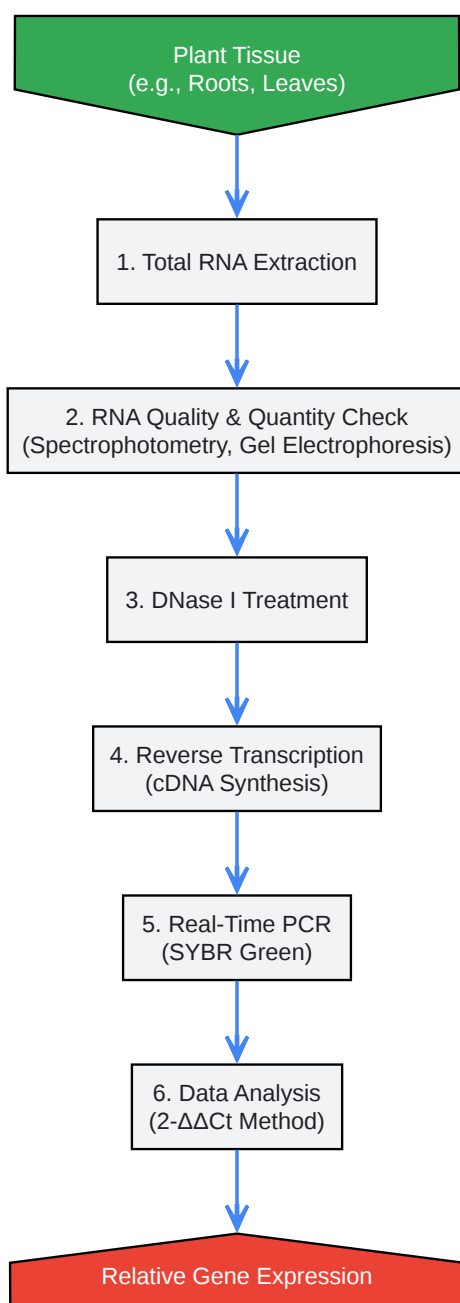 Plant Tissue
(e.g., Roots, Leaves)
1. Total RNA Extraction
2. RNA Quality & Quantity Check
(Spectrophotometry, Gel Electrophoresis)
3. DNase I Treatment
4. Reverse Transcription
(cDNA Synthesis)
5. Real-Time PCR
(SYBR Green)
6. Data Analysis
(2-ΔΔCt Method)
Relative Gene Expression